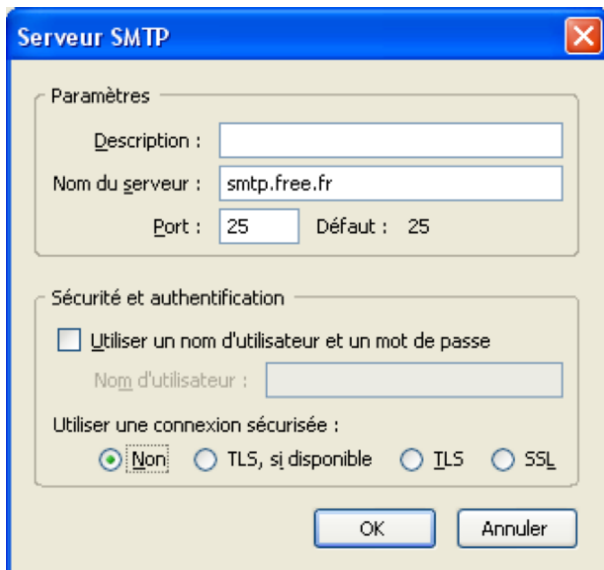 Serveur SMTP
Paramètres
Description :
Nom du serveur : smtp.free.fr
Port : 25 Défaut : 25
Sécurité et authentification
Utiliser un nom d'utilisateur et un mot de passe
Nom d'utilisateur :
Utiliser une connexion sécurisée :
Non TLS, si disponible TLS SSL
OK Annuler